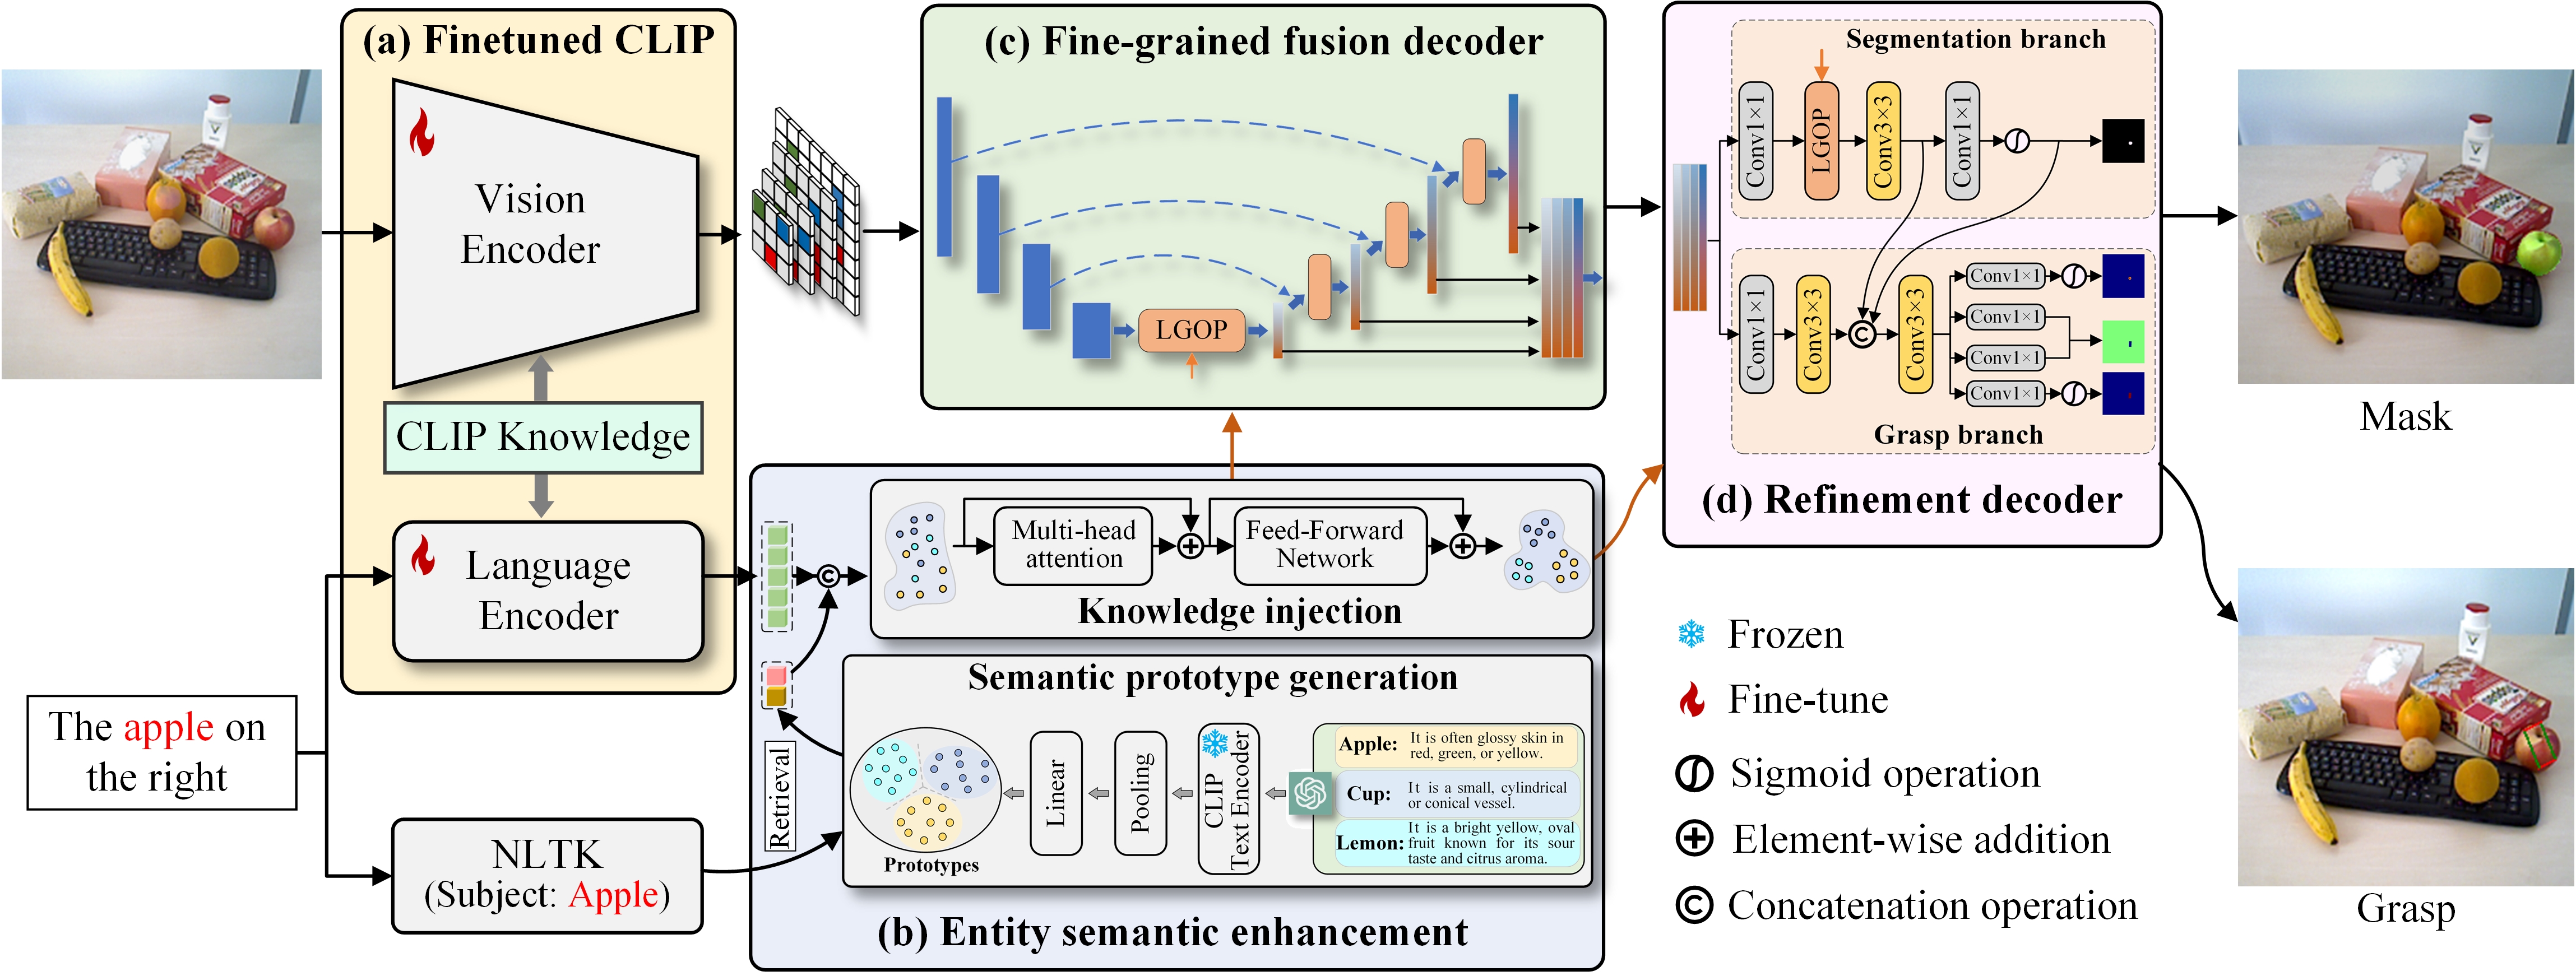 (a) Finetuned CLIP
Vision
Encoder
CLIP Knowledge
Language
Encoder
The apple on
the right
NLTK
(Subject: Apple)
(c) Fine-grained fusion decoder
LGOP
Knowledge injection
Multi-head
attention
Feed-Forward
Network
Semantic prototype generation
Retrieval
Prototypes
Linear
Pooling
CLIP
Text Encoder
Apple: It is often glossy skin in
red, green, or yellow.
Cup: It is a small, cylindrical
or conical vessel.
Lemon: It is a bright yellow, oval
fruit known for its sour
taste and citrus aroma.
(b) Entity semantic enhancement
Segmentation branch
Conv1×1
LGOP
Conv3×3
Conv1×1
Conv1×1
Conv3×3
Conv3×3
Conv1×1
Conv1×1
Conv1×1
Conv1×1
Grasp branch
(d) Refinement decoder
Frozen
Fine-tune
Sigmoid operation
Element-wise addition
Concatenation operation
Mask
Grasp